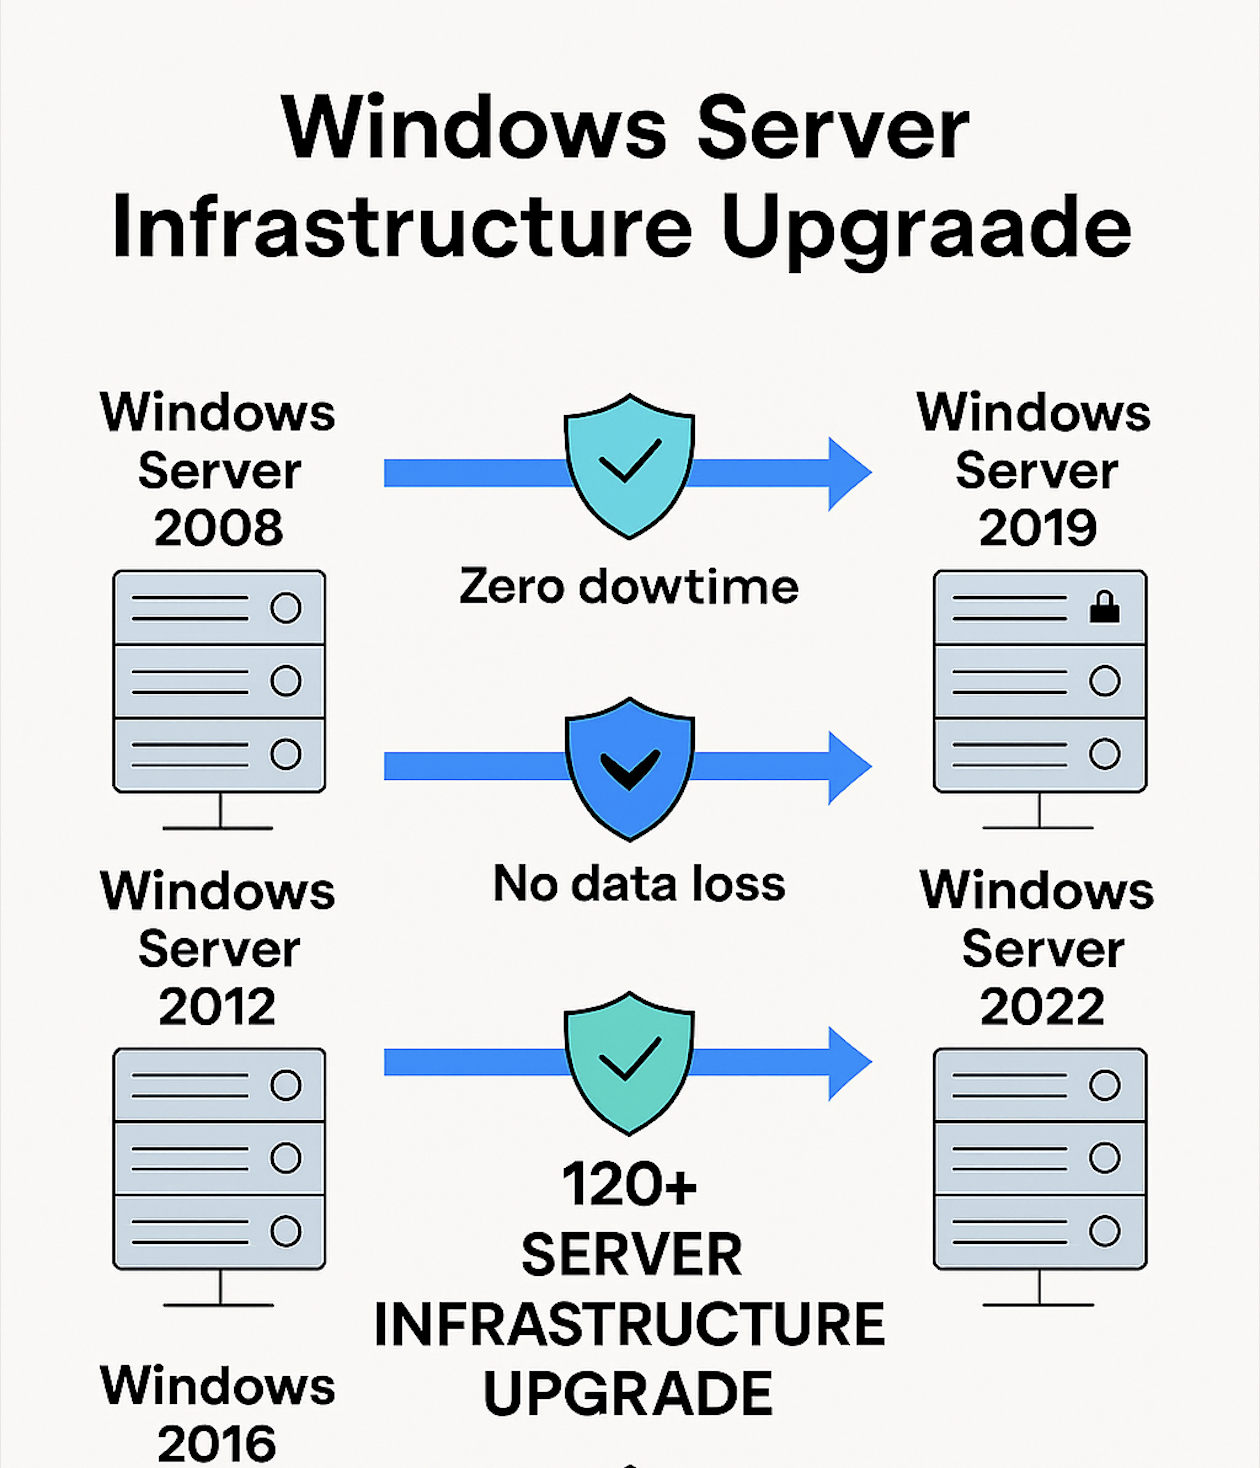 Windows Server
Infrastructure Upgraade
Windows
Server
2008
Zero dowtime
Windows
Server
2019
No data loss
Windows
Server
2012
Windows
Server
2022
120+
SERVER
INFRASTRUCTURE
UPGRADE
Windows
2016